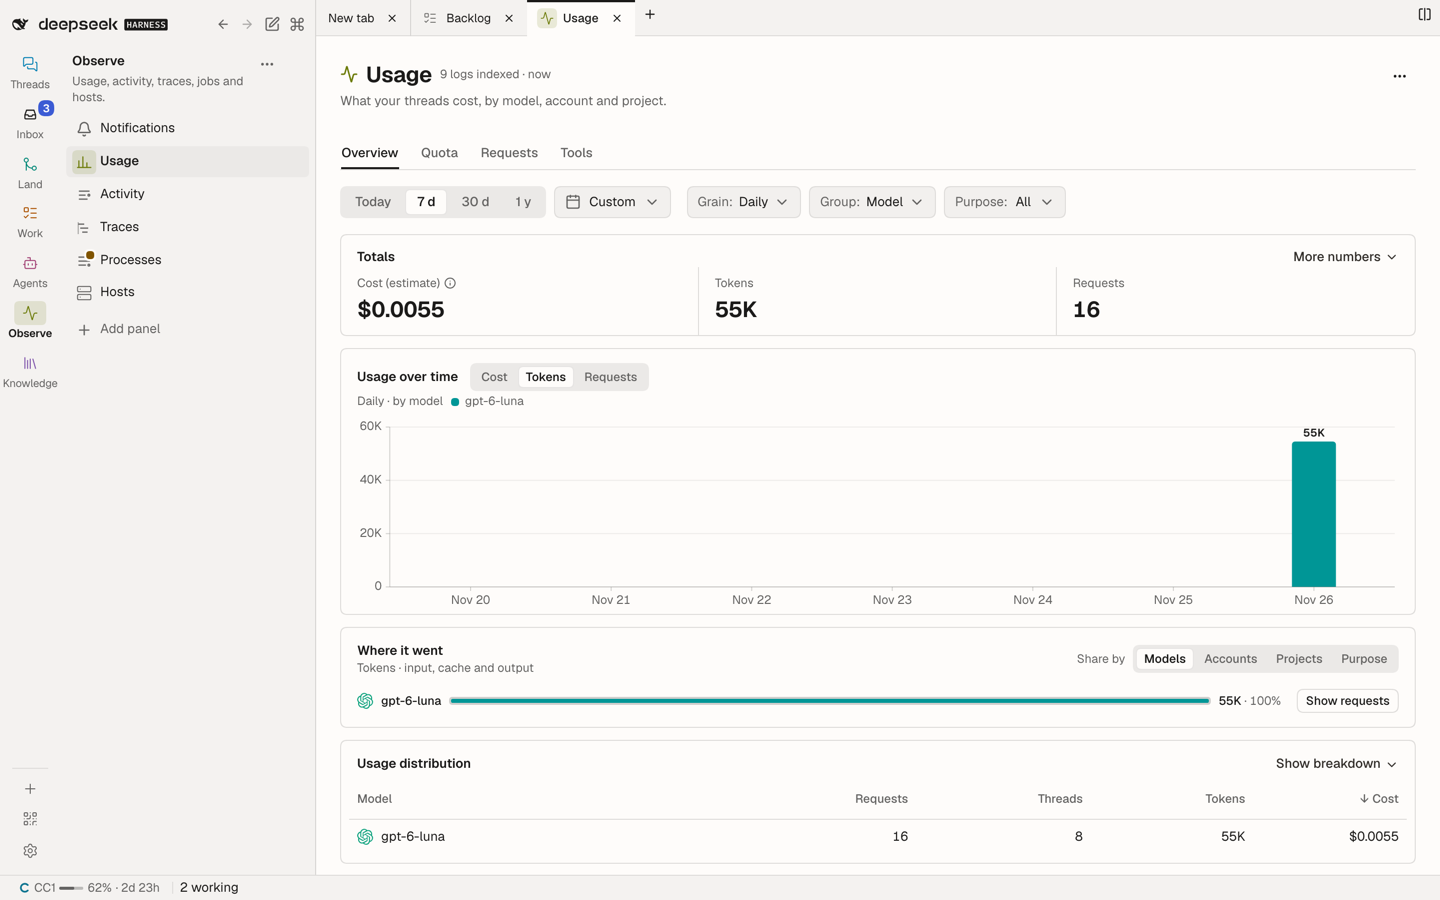 deepseek HARNESS
Threads
3
Inbox
Land
Work
Agents
Observe
Knowledge
Observe
Usage, activity, traces, jobs and
hosts.
Notifications
Usage
Activity
Traces
Processes
Hosts
Add panel
New tab
Backlog
Usage
Usage 9 logs indexed · now
What your threads cost, by model, account and project.
Overview Quota Requests Tools
Today 7 d 30 d 1 y Custom Grain: Daily Group: Model Purpose: All
Totals More numbers
Cost (estimate) Tokens Requests
$0.0055 55K 16
Usage over time Cost Tokens Requests
Daily · by model gpt-6-luna
60K
55K
40K
20K
0
Nov 20 Nov 21 Nov 22 Nov 23 Nov 24 Nov 25 Nov 26
Where it went
Tokens · input, cache and output
Share by Models Accounts Projects Purpose
gpt-6-luna 55K · 100% Show requests
Usage distribution Show breakdown
Model Requests Threads Tokens ↓ Cost
gpt-6-luna 16 8 55K $0.0055
CC1 62% · 2d 23h 2 working